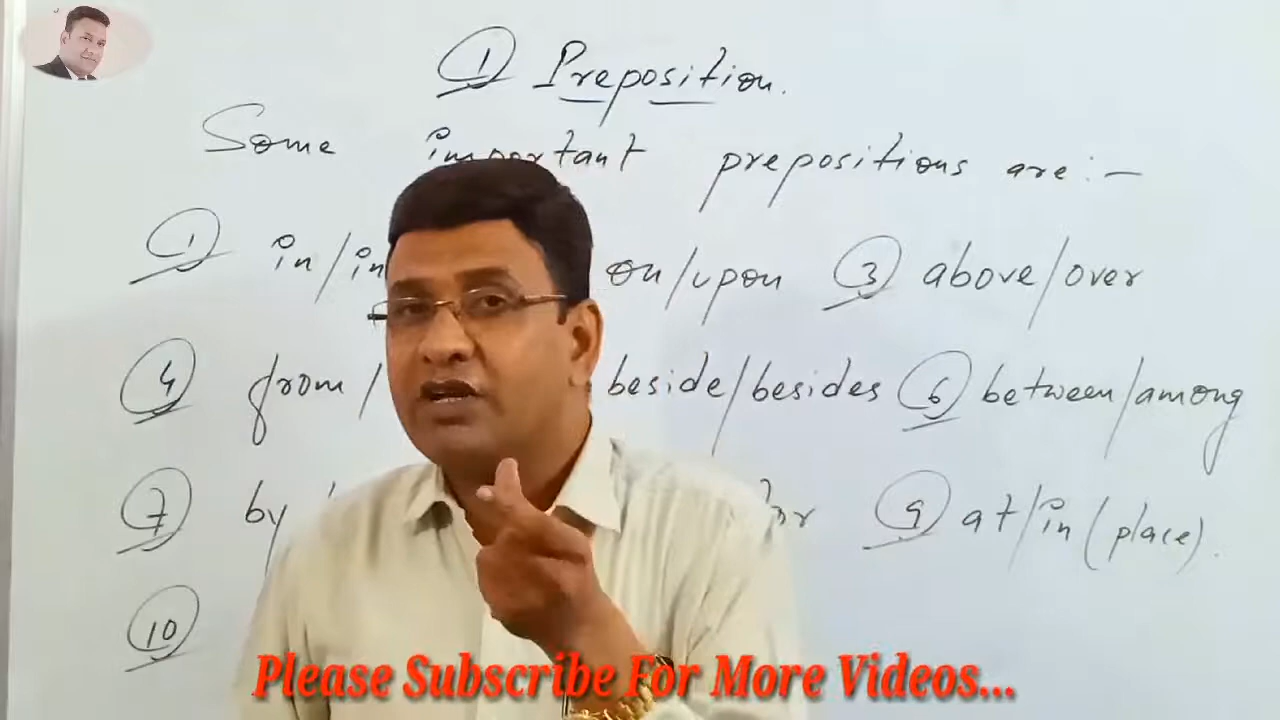 ① Preposition.
Some important prepositions are:-
① in/in on/upon ③ above/over
④ from/ beside/besides ⑥ between/among
⑦ by ⑨ at/in (place).
⑩
Please Subscribe For More Videos...